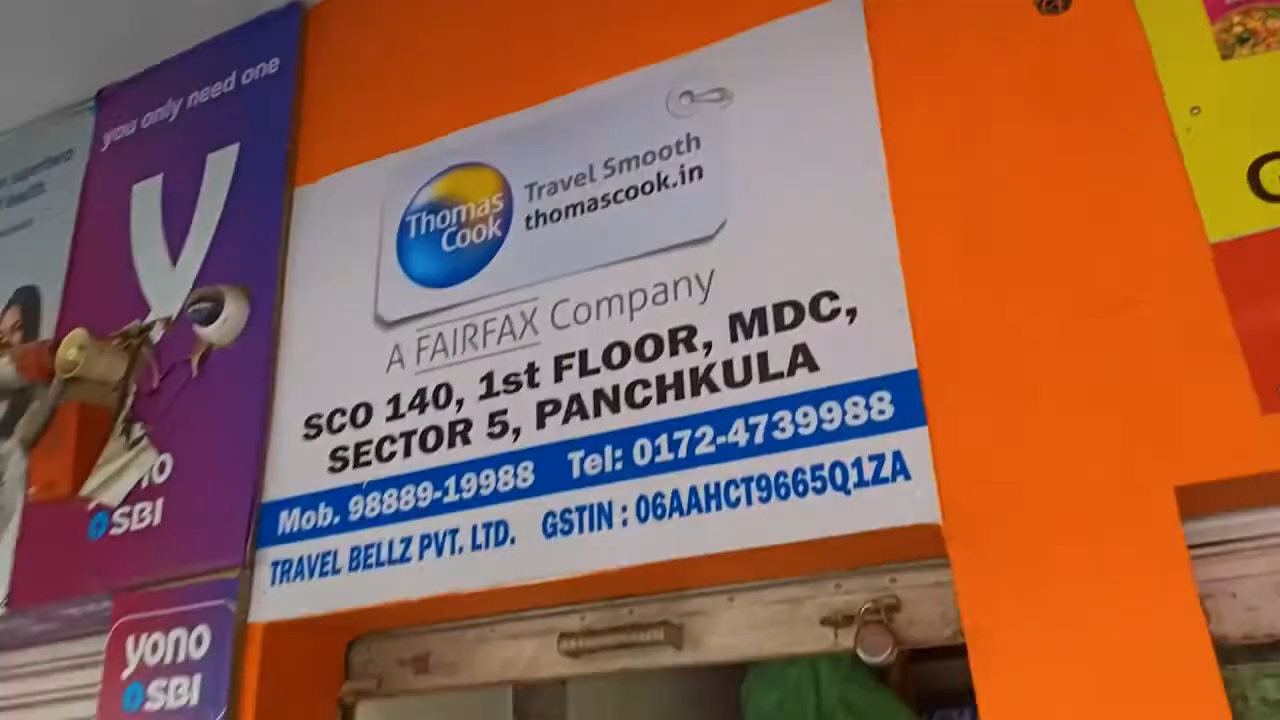 you only need one
y
SBI
yono
SBI
Thomas
Cook
Travel Smooth
thomascook.in
A FAIRFAX Company
SCO 140, 1st FLOOR, MDC,
SECTOR 5, PANCHKULA
Mob. 98889-19988 Tel: 0172-4739988
TRAVEL BELLZ PVT. LTD. GSTIN : 06AAHCT9665Q1ZA